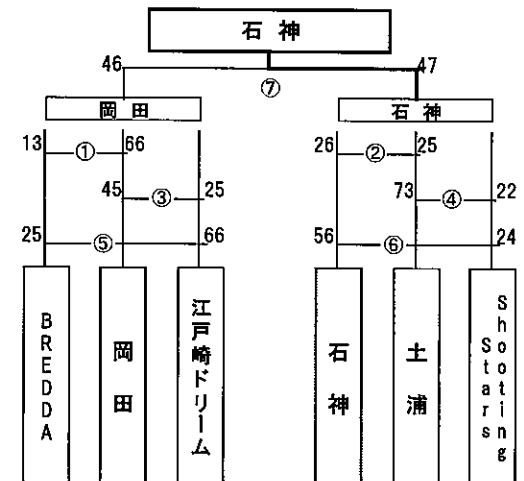 石神
46 47
⑦
岡田 石神
13 ① 66 26 ② 25
45 ③ 25 73 ④ 22
25 ⑤ 66 56 ⑥ 24
BREDDA
岡田
江戸崎ドリーム
石神
土浦
Shooting
Stars